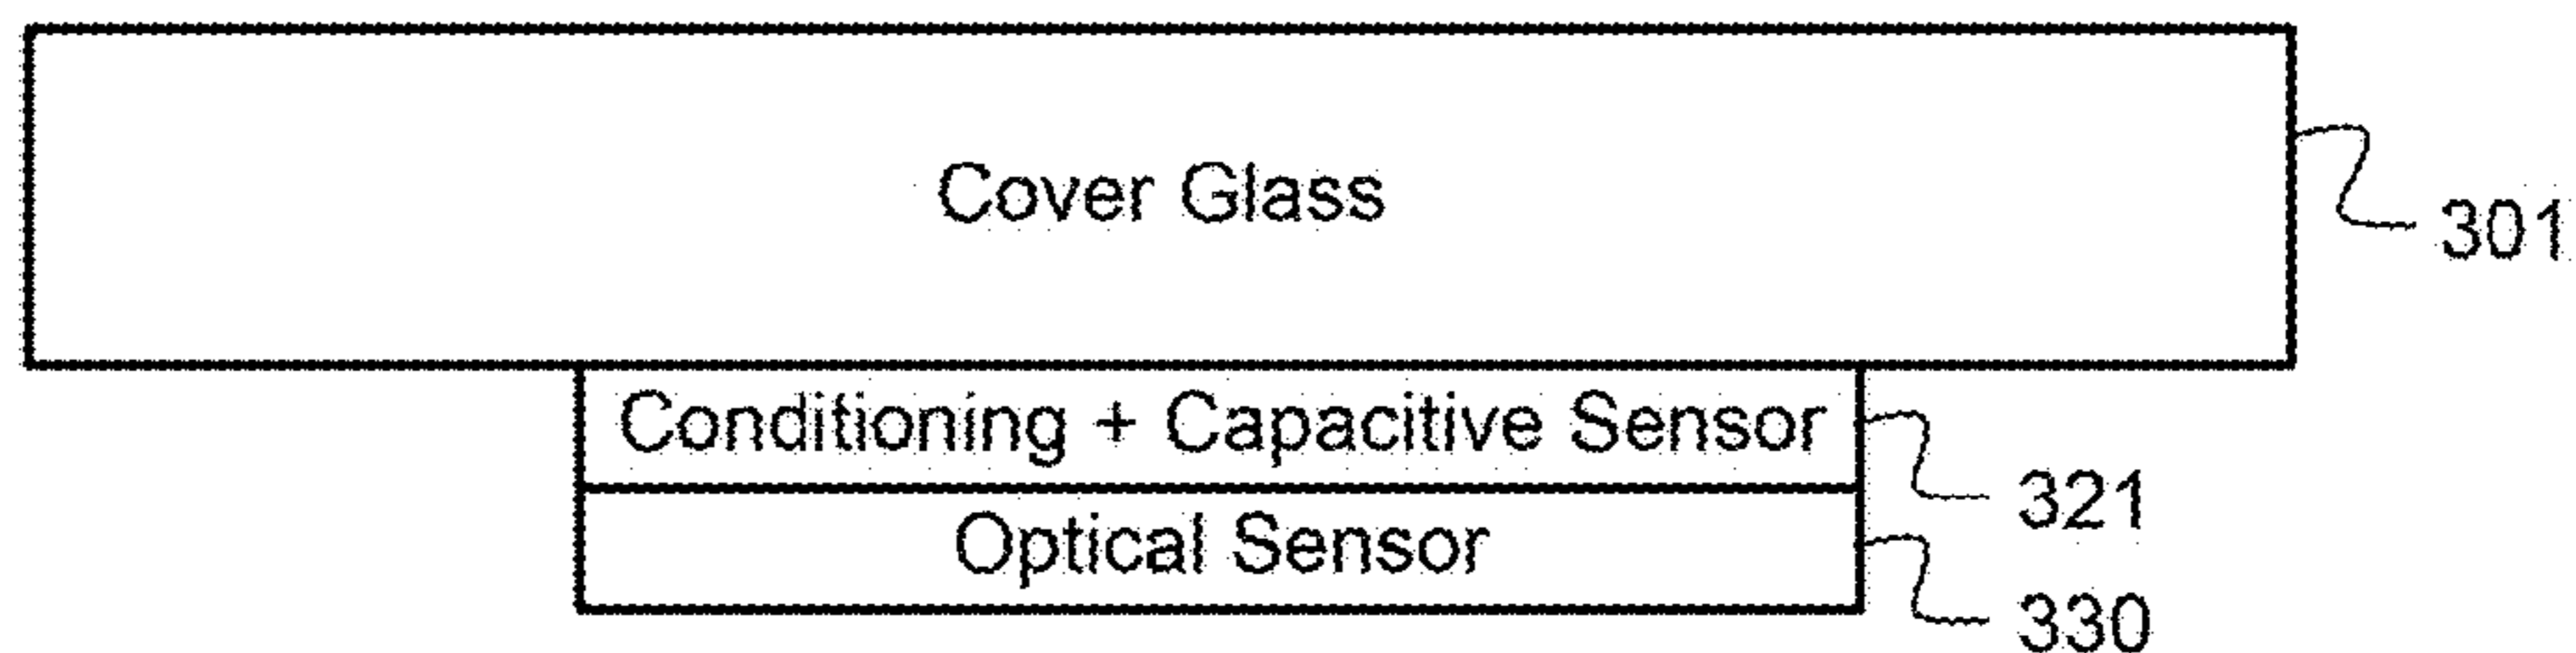 Cover Glass
301
Conditioning + Capacitive Sensor
321
Optical Sensor
330